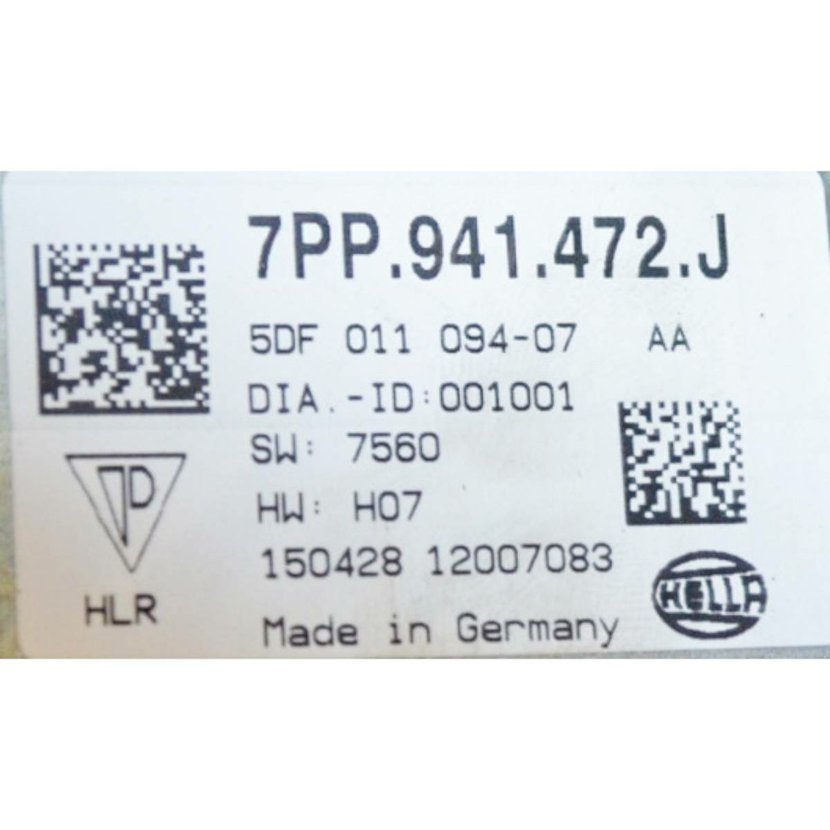 7PP.941.472.J
5DF 011 094-07 AA
DIA.-ID:001001
SW: 7560
HW: H07
150428 12007083
HLR
HELLA
Made in Germany